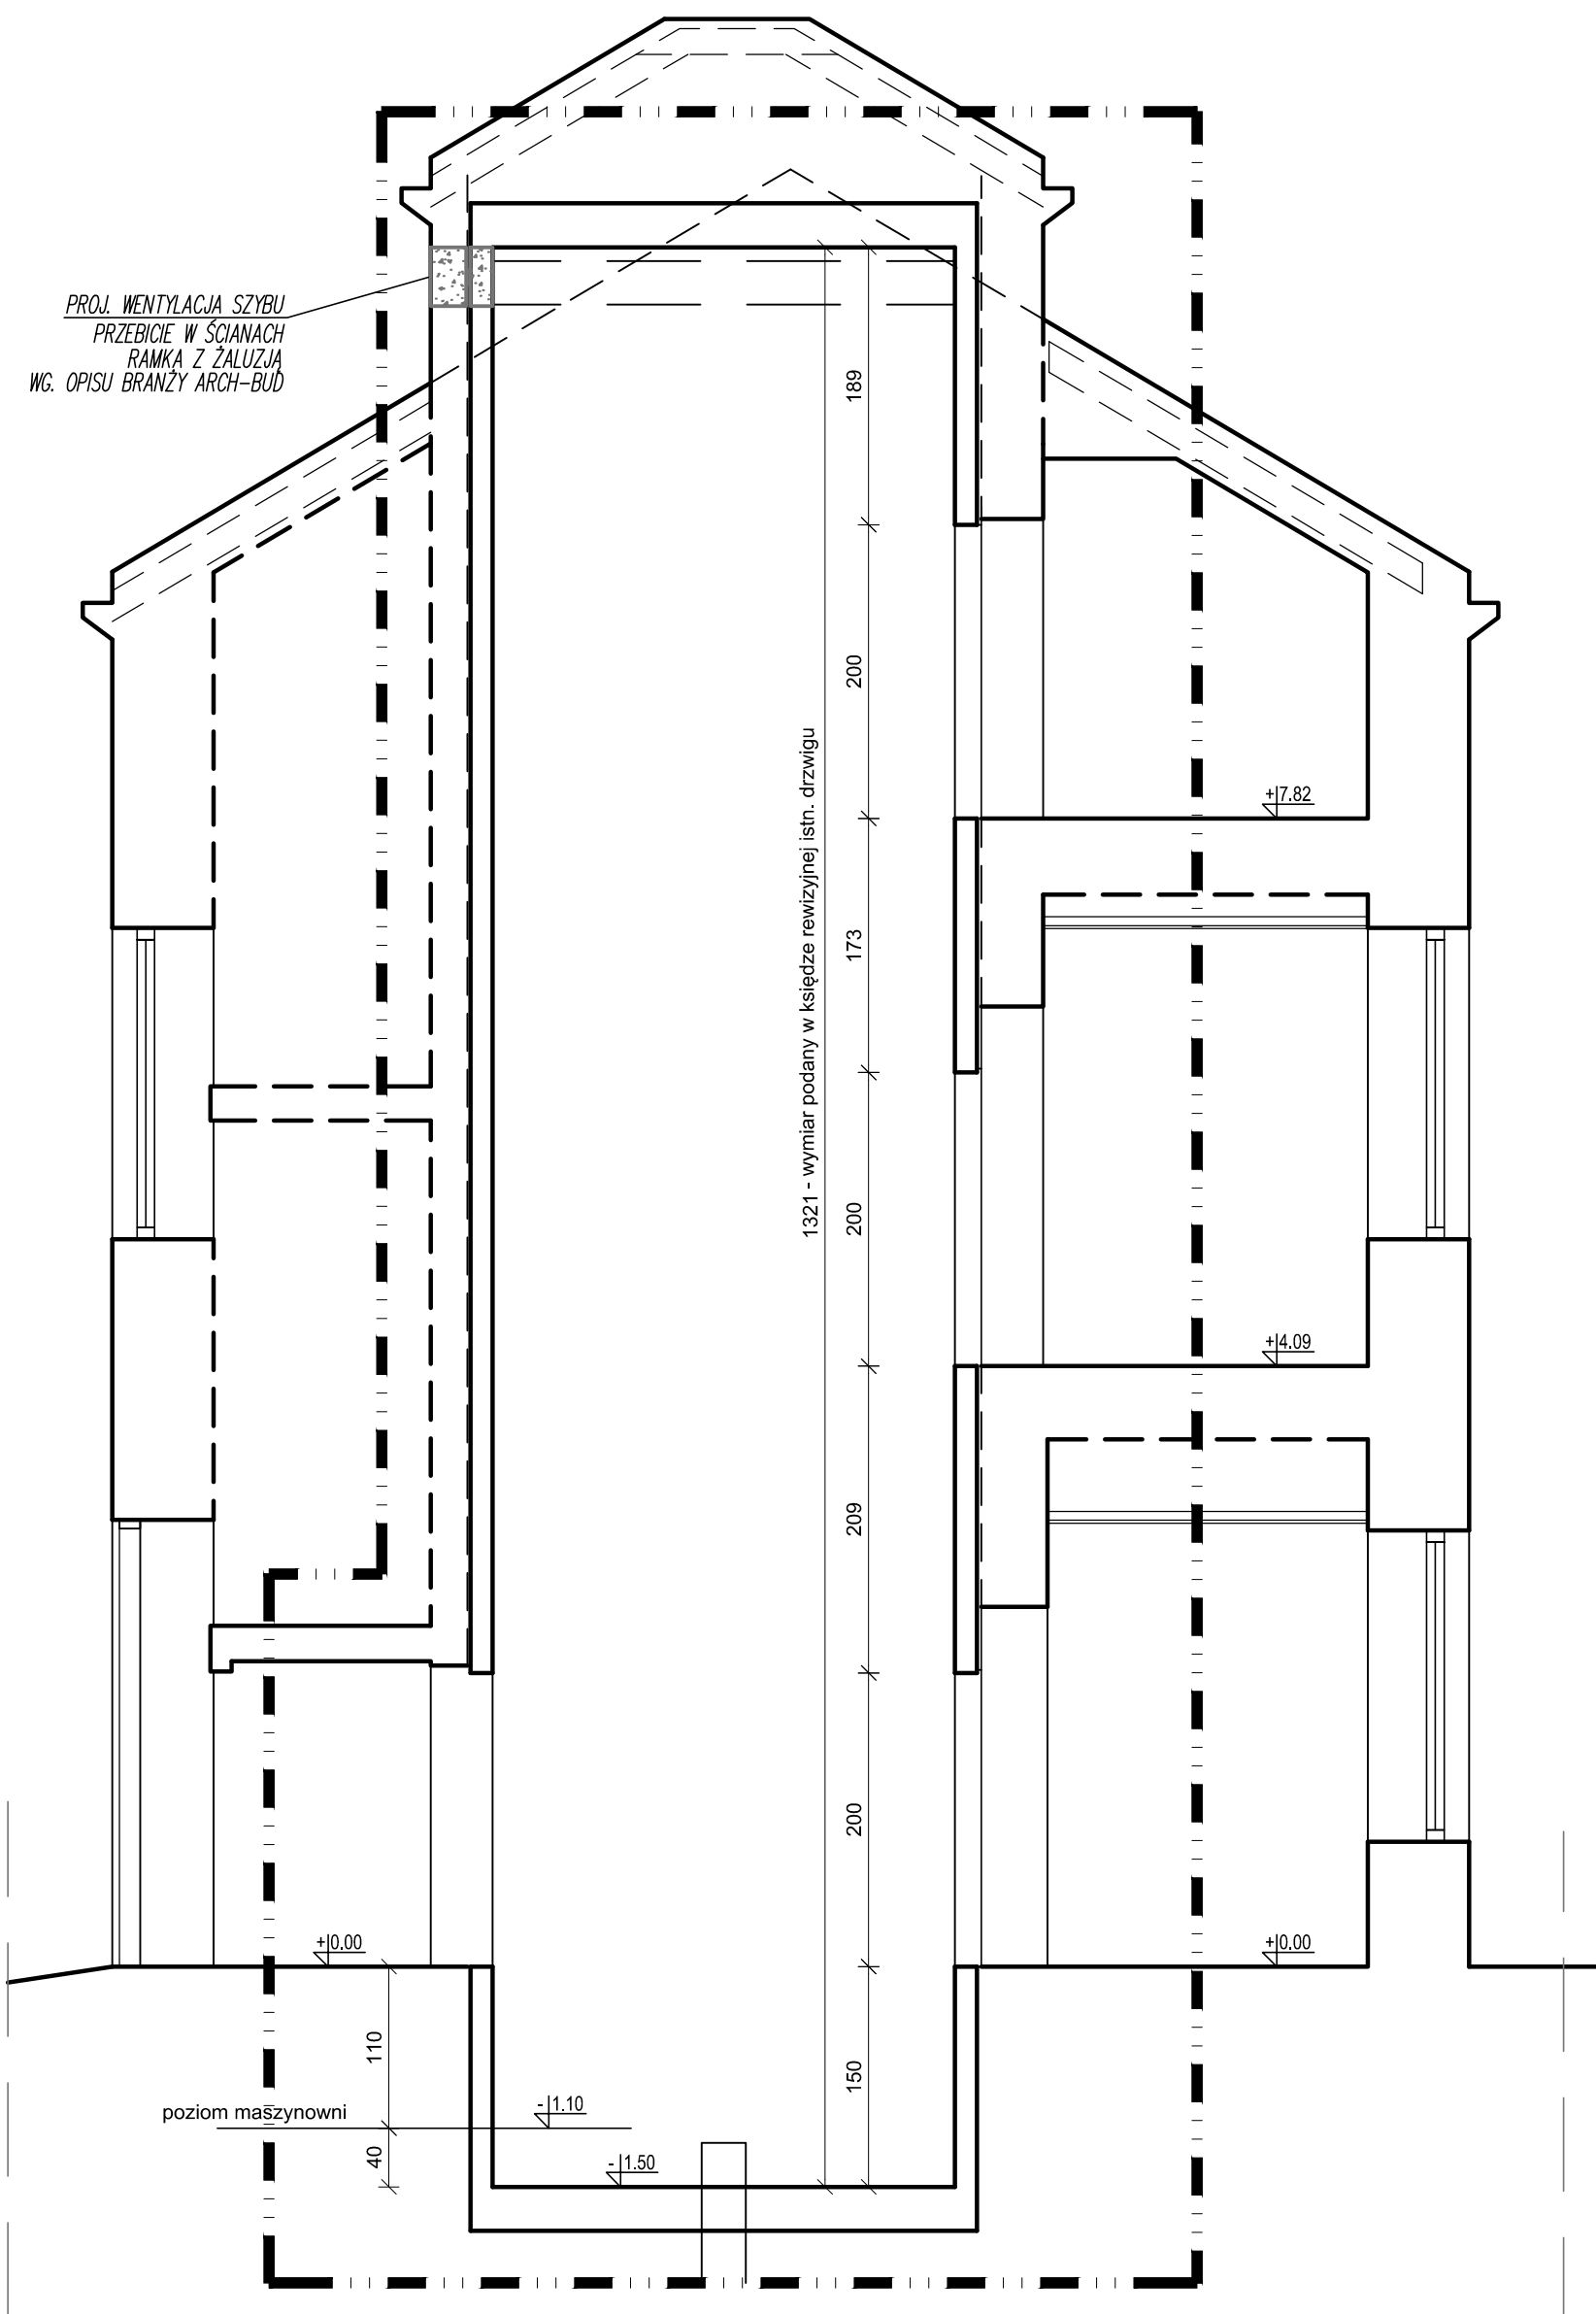 PROJ. WENTYLACJA SZYBU
PRZEBICIE W ŚCIANACH
RAMKA Z ŻALUZJĄ
WG. OPISU BRANŻY ARCH-BUD
189
200
1321 - wymiar podany w księdze rewizyjnej istn. drzwigu
+7.82
173
200
+4.09
209
200
+0.00
+0.00
110
150
poziom maszynowni
-1.10
40
-1.50